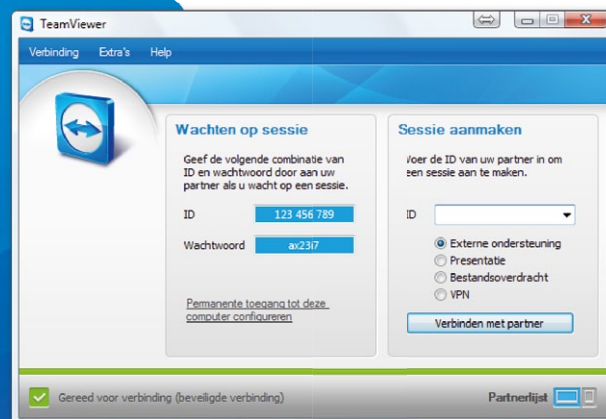 TeamViewer
Verbinding Extra's Help
Wachten op sessie
Geef de volgende combinatie van
ID en wachtwoord door aan uw
partner als u wacht op een sessie.
ID 123 456 789
Wachtwoord ax23i7
Permanente toegang tot deze
computer configureren
Sessie aanmaken
Voer de ID van uw partner in om
een sessie aan te maken.
ID
Externe ondersteuning
Presentatie
Bestandsoverdracht
VPN
Verbinden met partner
Gereed voor verbinding (beveiligde verbinding)
Partnerlijst